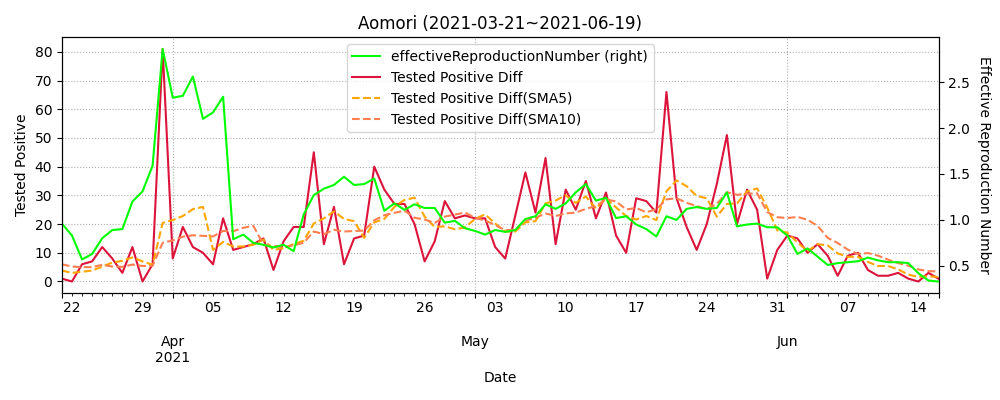 Aomori (2021-03-21~2021-06-19)
effectiveReproductionNumber (right)
Tested Positive Diff
Tested Positive Diff(SMA5)
Tested Positive Diff(SMA10)
Tested Positive
80
70
60
50
40
30
20
10
0
Effective Reproduction Number
2.5
2.0
1.5
1.0
0.5
22 29 05 12 19 26 03 10 17 24 31 07 14
Apr May Jun
2021
Date